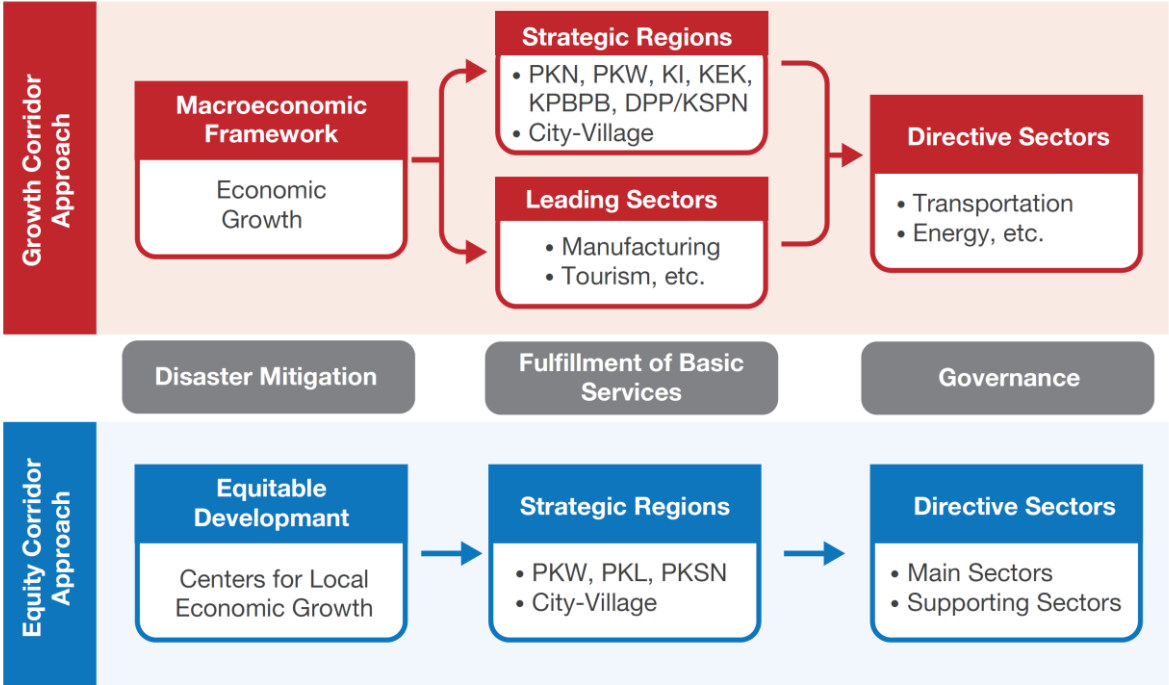 Growth Corridor
Approach
Macroeconomic
Framework
Economic
Growth
Strategic Regions
• PKN, PKW, KI, KEK,
KPBPB, DPP/KSPN
• City-Village
Leading Sectors
• Manufacturing
• Tourism, etc.
Directive Sectors
• Transportation
• Energy, etc.
Disaster Mitigation
Fulfillment of Basic
Services
Governance
Equity Corridor
Approach
Equitable
Development
Centers for Local
Economic Growth
Strategic Regions
• PKW, PKL, PKSN
• City-Village
Directive Sectors
• Main Sectors
• Supporting Sectors